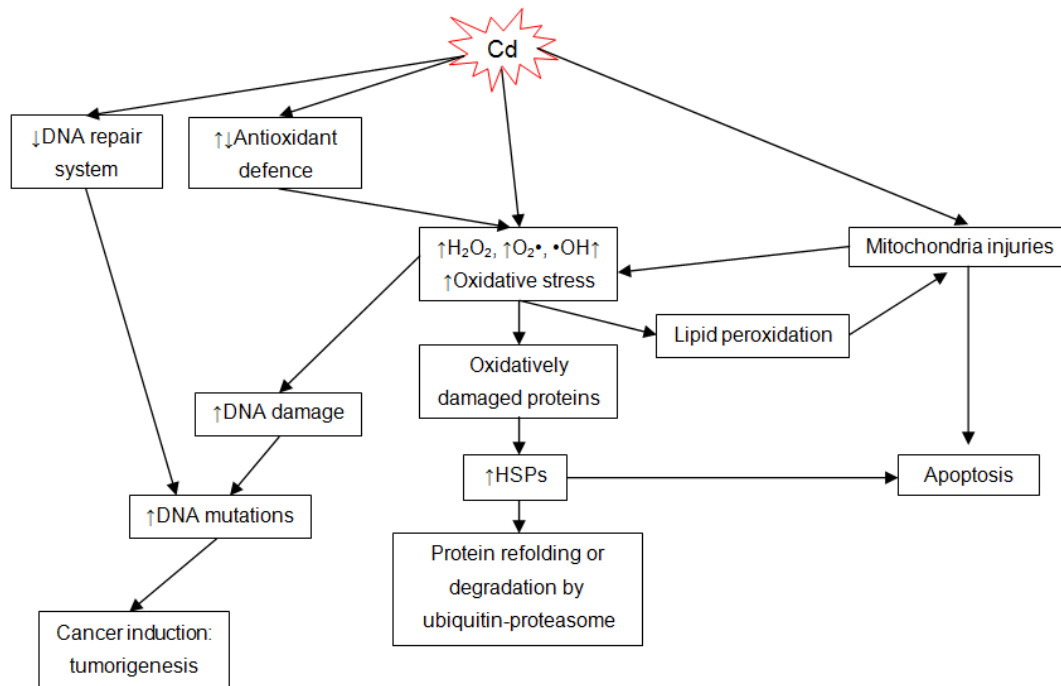 Cd
↓DNA repair
system
↑↓Antioxidant
defence
↑H₂O₂, ↑O₂•, •OH↑
↑Oxidative stress
Mitochondria injuries
Lipid peroxidation
Oxidatively
damaged proteins
↑DNA damage
↑HSPs
Apoptosis
↑DNA mutations
Protein refolding or
degradation by
ubiquitin-proteasome
Cancer induction:
tumorigenesis